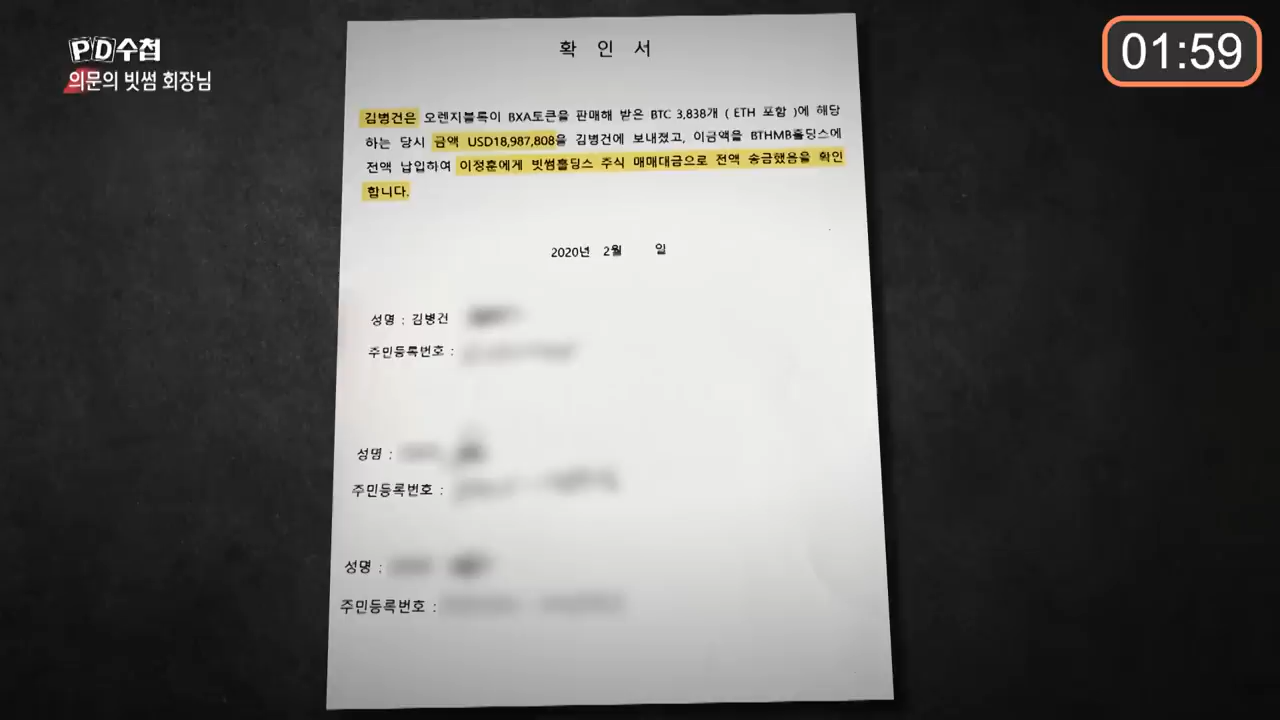 PD수첩
의문의 빗썸 회장님
01:59
확 인 서
김병건은 오렌지블록이 BXA토큰을 판매해 받은 BTC 3,838개 ( ETH 포함 )에 해당
하는 당시 금액 USD18,987,808을 김병건에 보내졌고, 이금액을 BTHMB홀딩스에
전액 납입하여 이정훈에게 빗썸홀딩스 주식 매매대금으로 전액 송금했음을 확인
합니다.
2020년 2월 일
성명 : 김병건
주민등록번호 :
성명 :
주민등록번호 :
성명 :
주민등록번호 :